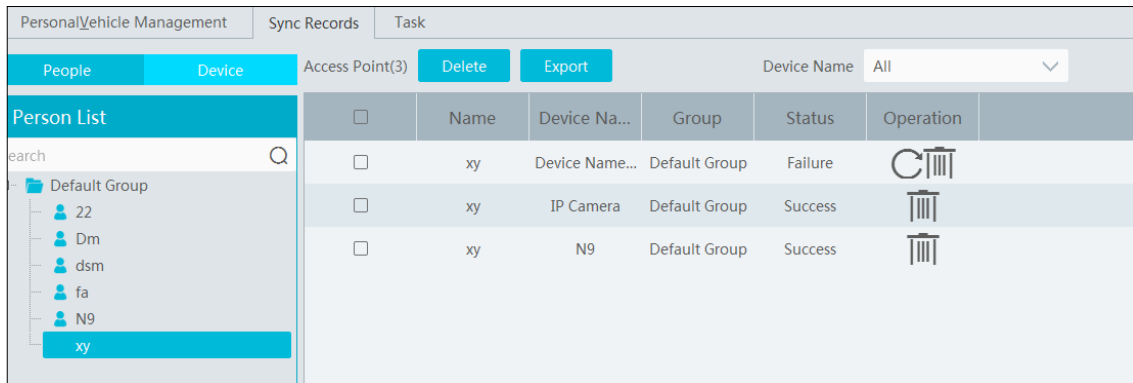 PersonalVehicle Management Sync Records Task
People Device Access Point(3) Delete Export Device Name All
Person List Name Device Na... Group Status Operation
earch xy Device Name... Default Group Failure
Default Group
22 xy IP Camera Default Group Success
Dm
dsm xy N9 Default Group Success
fa
N9
xy